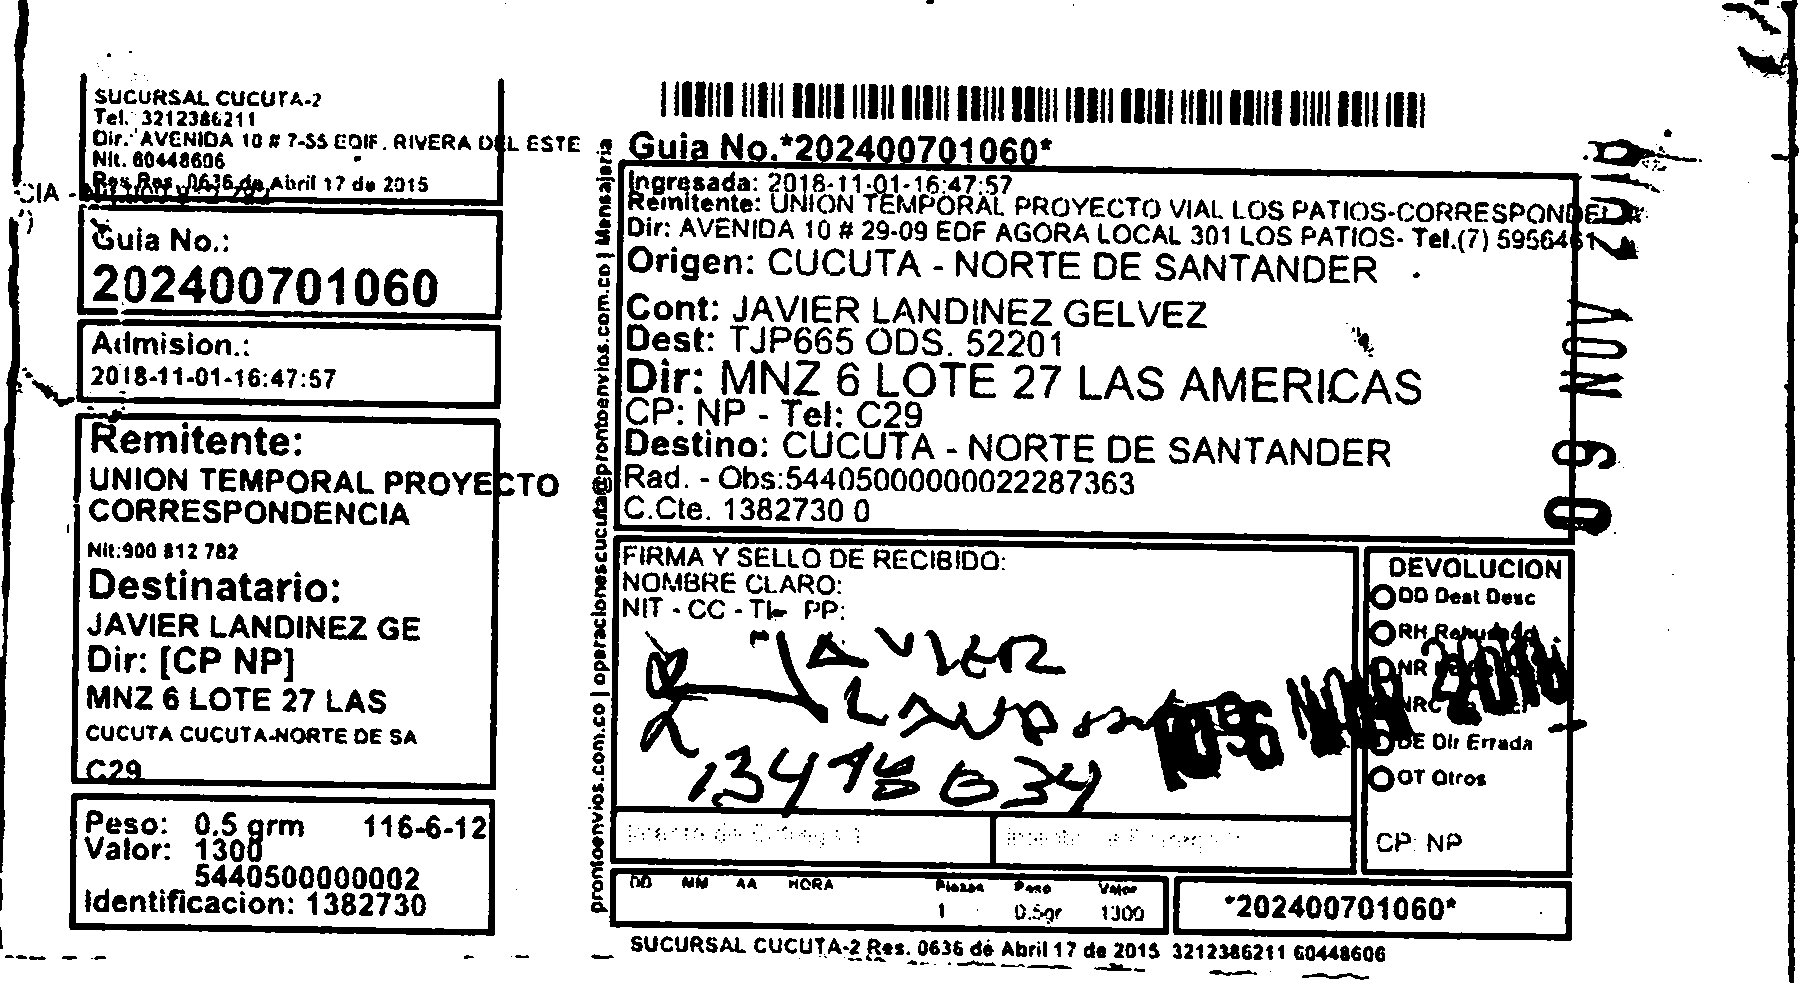 SUCURSAL CUCUTA-2
Tel. 3212386211
Dir. AVENIDA 10 # 7-55 EDIF. RIVERA DEL ESTE
Nit. 60448606
Res 0636 de Abril 17 de 2015
Guia No.:
202400701060
Admision.:
2018-11-01-16:47:57
Remitente:
UNION TEMPORAL PROYECTO
CORRESPONDENCIA
Nit:900 812 782
Destinatario:
JAVIER LANDINEZ GE
Dir: [CP NP]
MNZ 6 LOTE 27 LAS
CUCUTA CUCUTA-NORTE DE SA
C29
Peso: 0.5 grm 116-6-12
Valor: 1300
5440500000002
Identificacion: 1382730
prontoenvios.com.co | operacionescucuta@prontoenvios.com.co | Mensajeria
Guia No.*202400701060*
Ingresada: 2018-11-01-16:47:57
Remitente: UNION TEMPORAL PROYECTO VIAL LOS PATIOS-CORRESPONDE
Dir: AVENIDA 10 # 29-09 EDF AGORA LOCAL 301 LOS PATIOS- Tel.(7) 5956461
Origen: CUCUTA - NORTE DE SANTANDER
Cont: JAVIER LANDINEZ GELVEZ
Dest: TJP665 ODS. 52201
Dir: MNZ 6 LOTE 27 LAS AMERICAS
CP: NP - Tel: C29
Destino: CUCUTA - NORTE DE SANTANDER
Rad. - Obs:54405000000022287363
C.Cte. 1382730 0
FIRMA Y SELLO DE RECIBIDO:
NOMBRE CLARO:
NIT - CC - TI- PP:
JAVIER
13478034
DEVOLUCION
DD Dest Desc
RH Rehusado
NR
NRC
DE Dir Errada
OT Otros
CP: NP
DD MM AA HORA Piezas Peso Valor
1 0.5gr 1300
*202400701060*
SUCURSAL CUCUTA-2 Res. 0636 de Abril 17 de 2015 3212386211 60448606